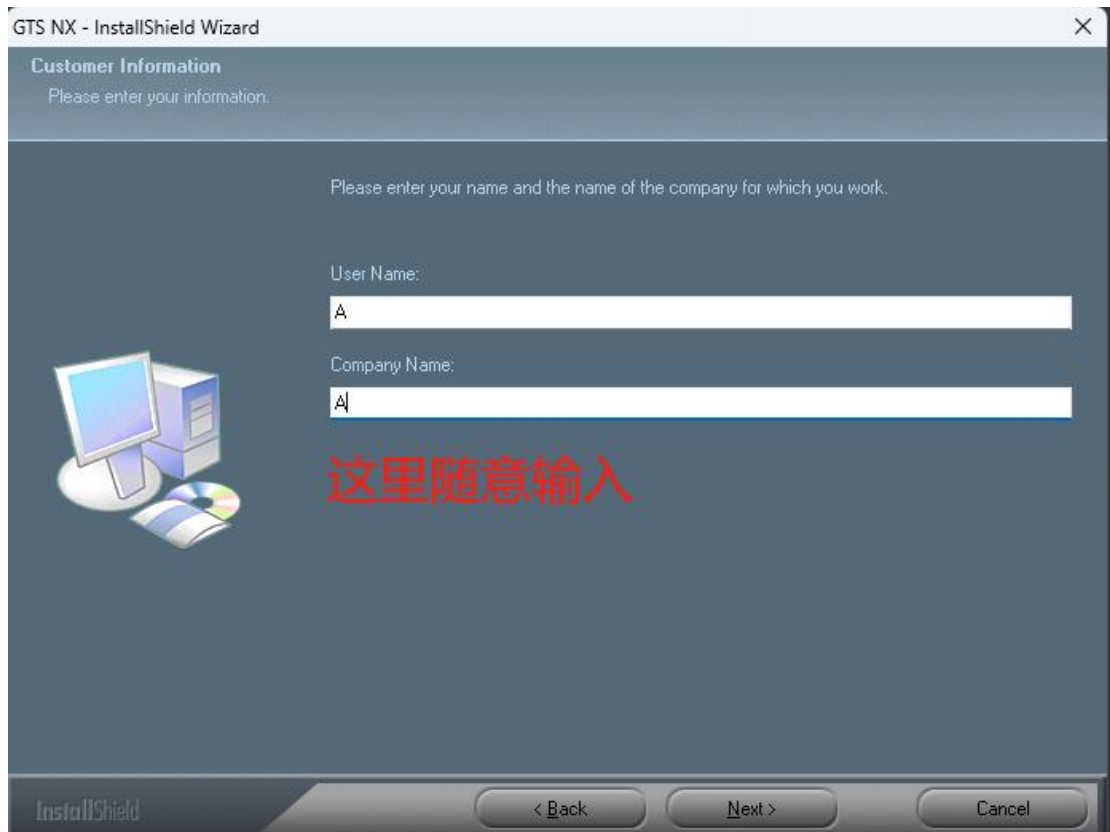 GTS NX - InstallShield Wizard
Customer Information
Please enter your information.
Please enter your name and the name of the company for which you work.
User Name:
A
Company Name:
A
这里随意输入
InstallShield
< Back
Next >
Cancel